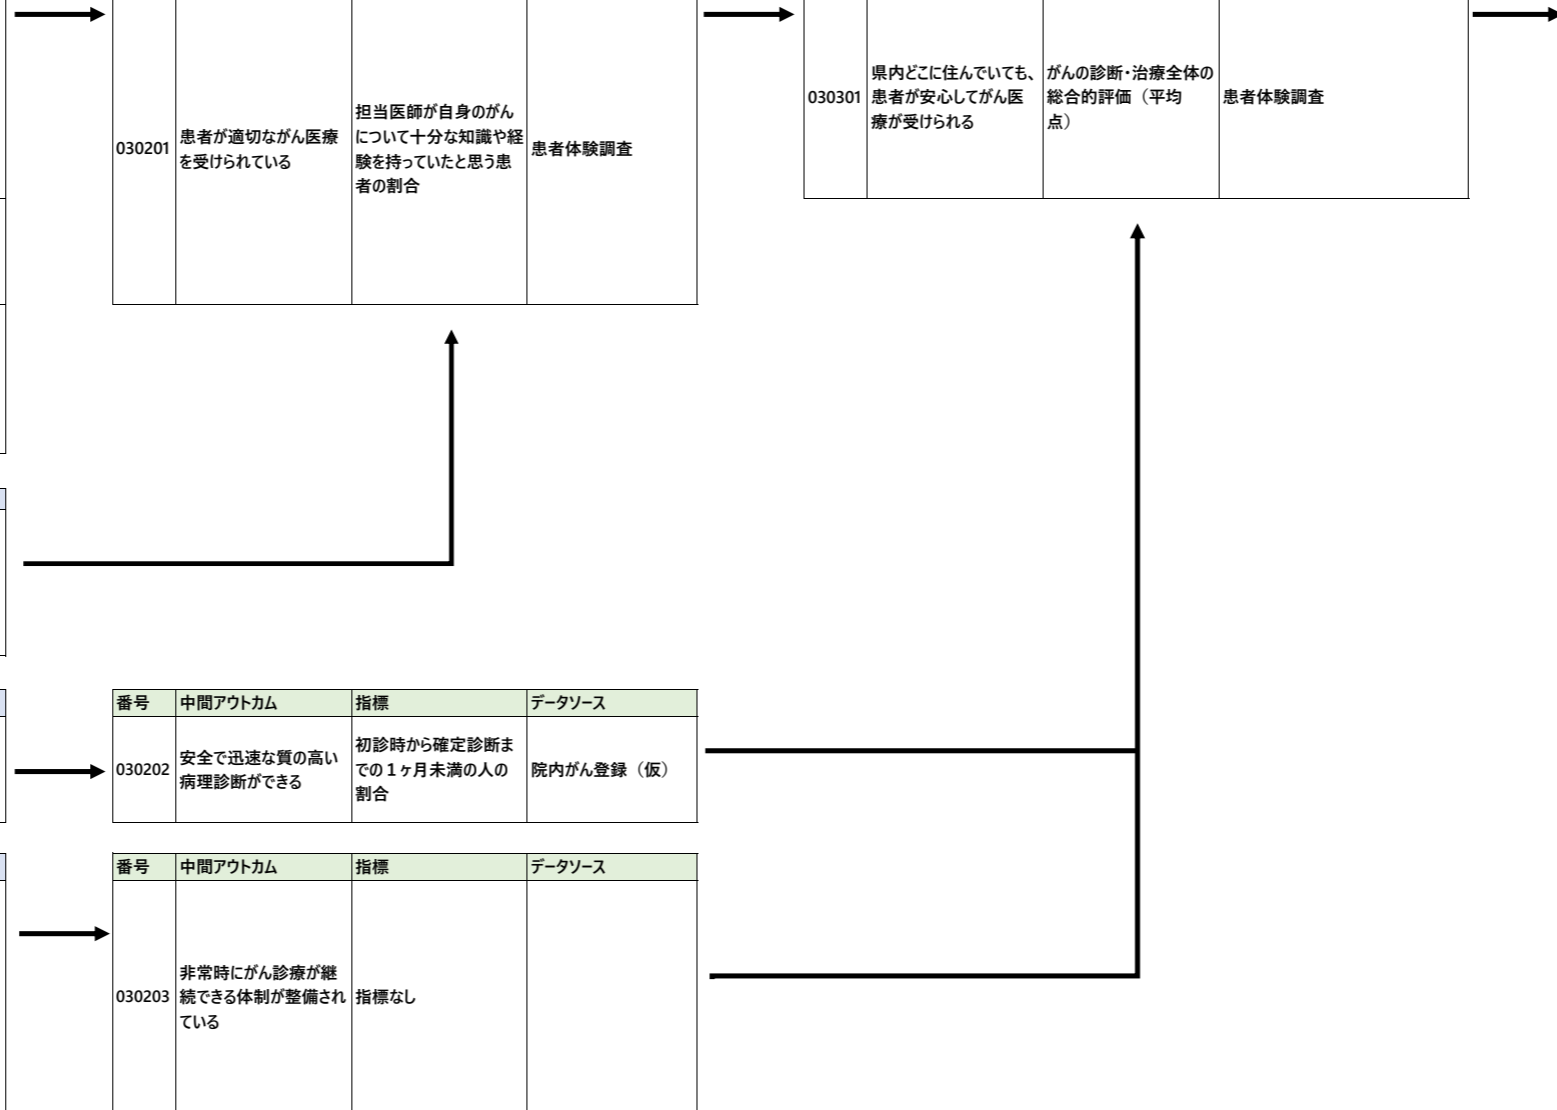 030201
患者が適切ながん医療
を受けられている
担当医師が自身のがん
について十分な知識や経
験を持っていたと思う患
者の割合
患者体験調査
030301
県内どこに住んでいても、
患者が安心してがん医
療が受けられる
がんの診断・治療全体の
総合的評価（平均
点）
患者体験調査
番号 中間アウトカム 指標 データソース
030202
安全で迅速な質の高い
病理診断ができる
初診時から確定診断ま
での１ヶ月未満の人の
割合
院内がん登録（仮）
番号 中間アウトカム 指標 データソース
030203
非常時にがん診療が継
続できる体制が整備され
ている
指標なし